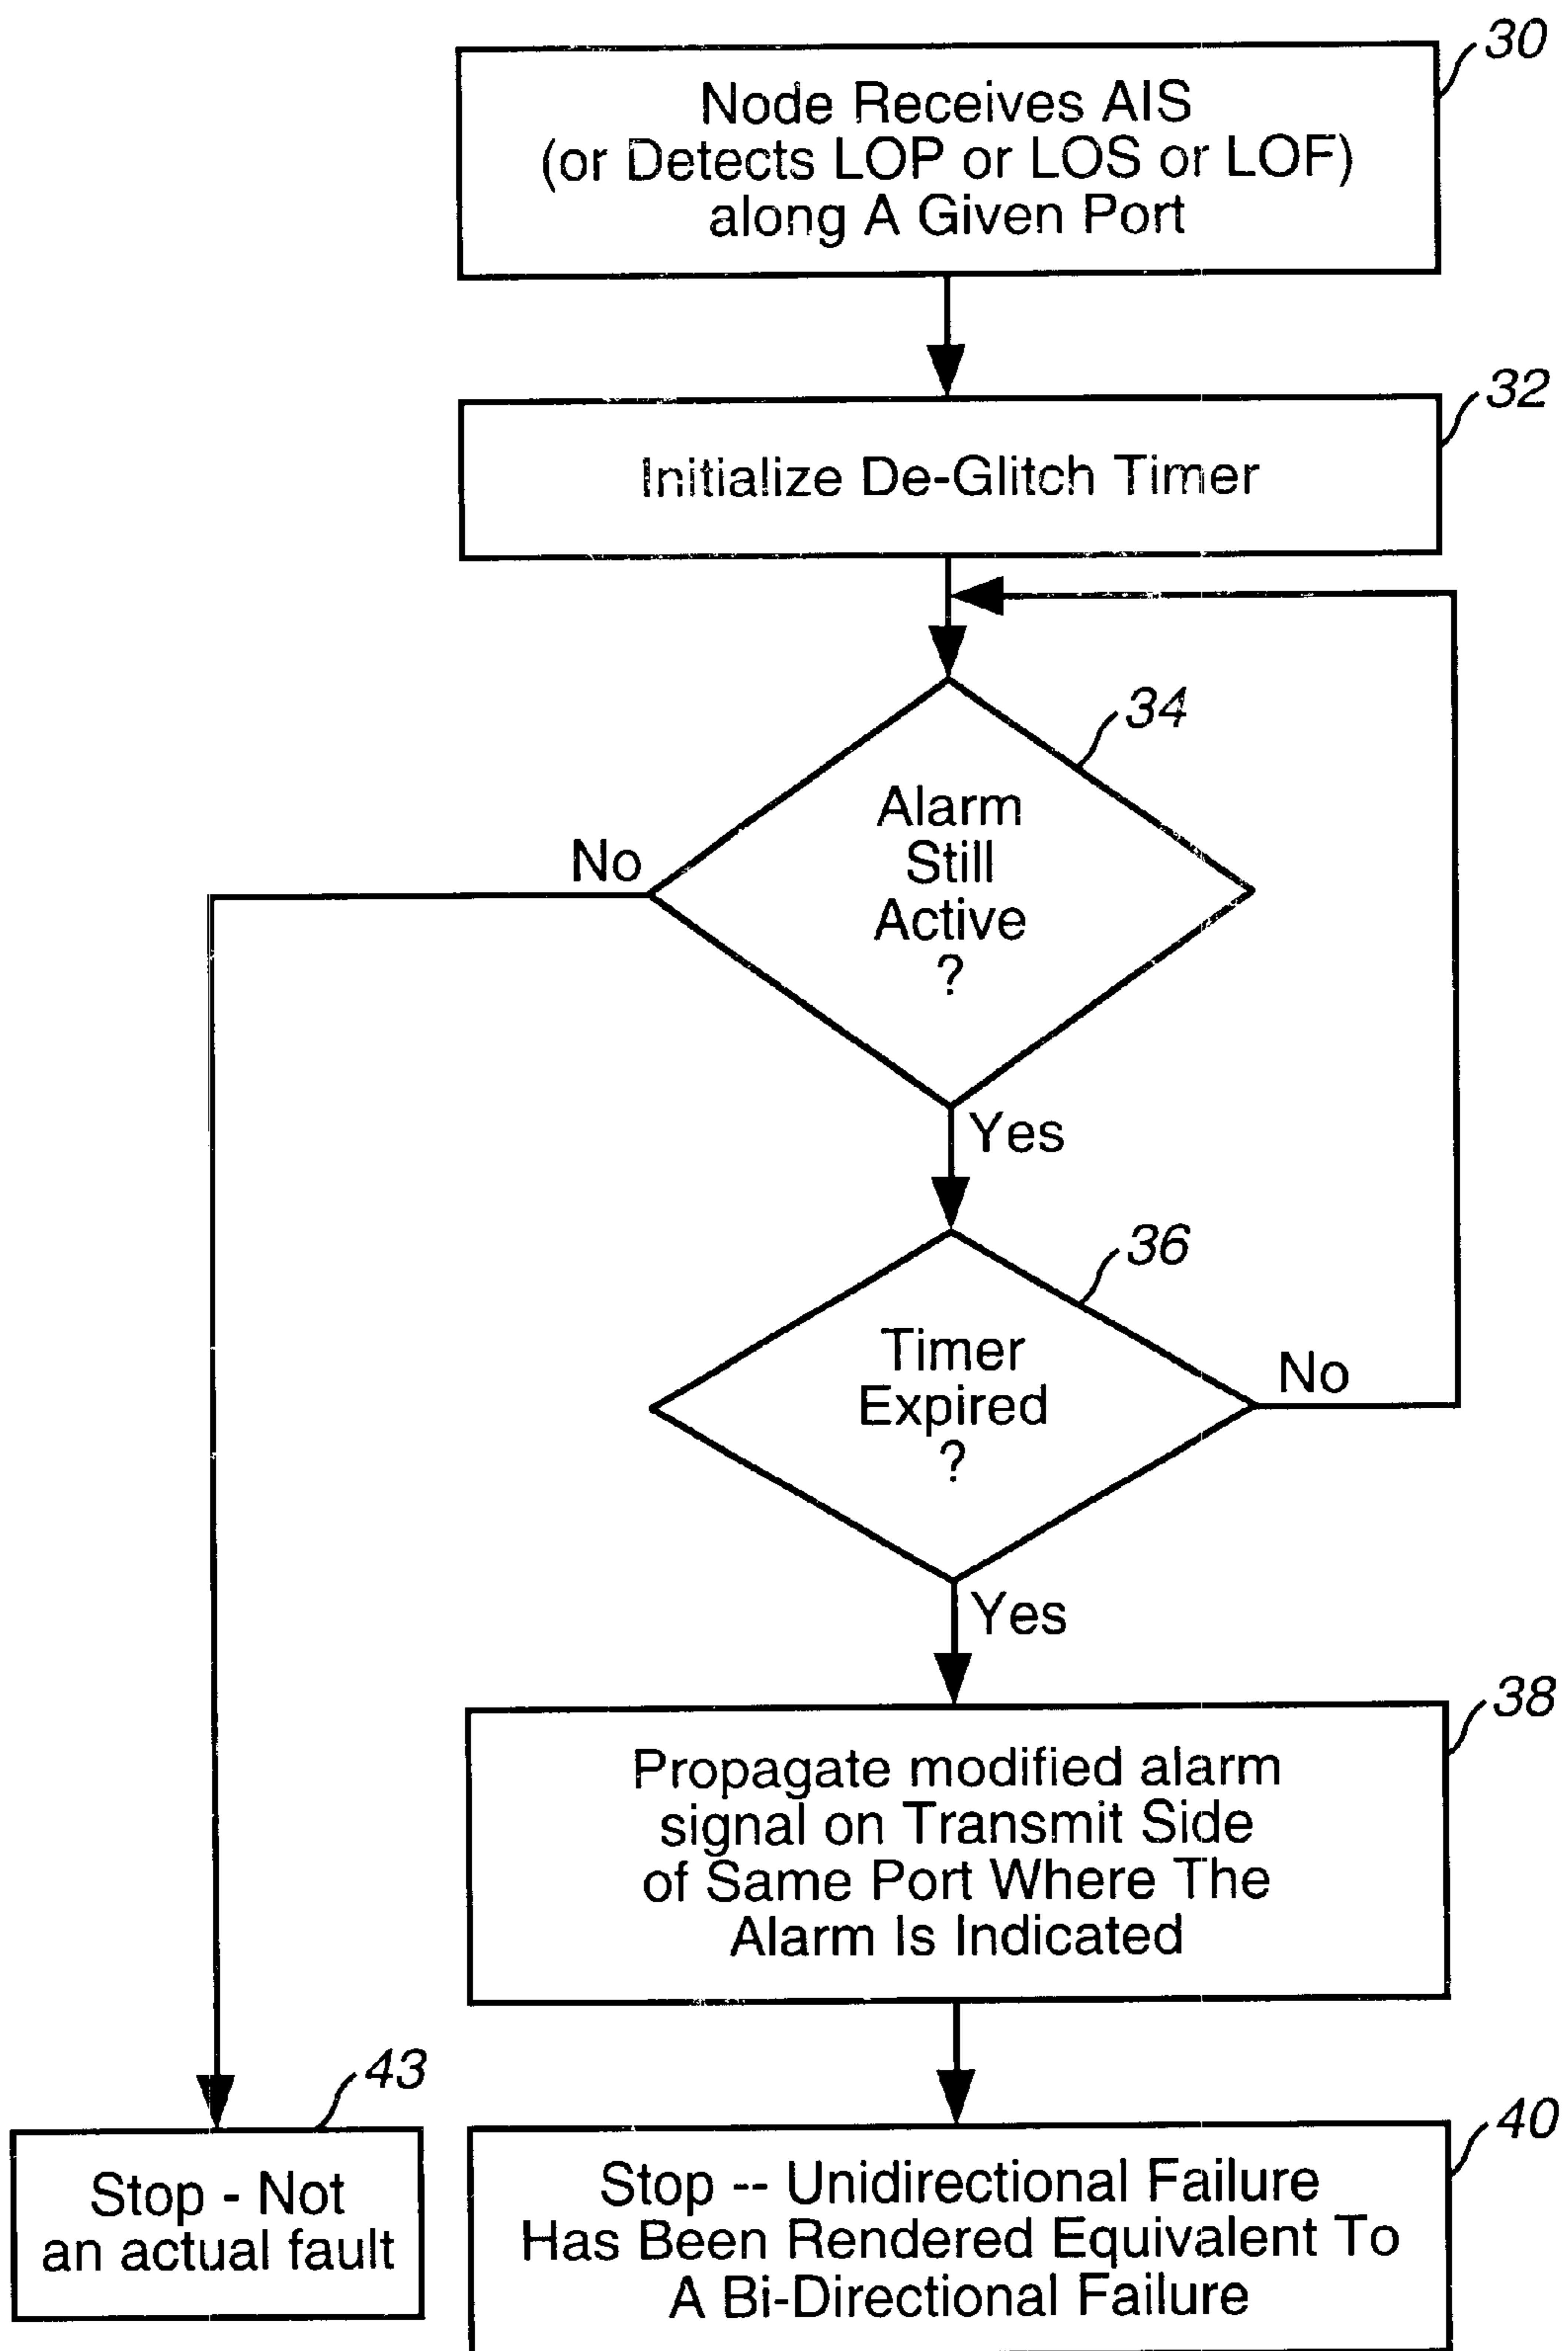 30
Node Receives AIS
(or Detects LOP or LOS or LOF)
along A Given Port
32
Initialize De-Glitch Timer
34
Alarm
Still
Active
?
No
Yes
36
Timer
Expired
?
No
Yes
38
Propagate modified alarm
signal on Transmit Side
of Same Port Where The
Alarm Is Indicated
43
Stop - Not
an actual fault
40
Stop -- Unidirectional Failure
Has Been Rendered Equivalent To
A Bi-Directional Failure